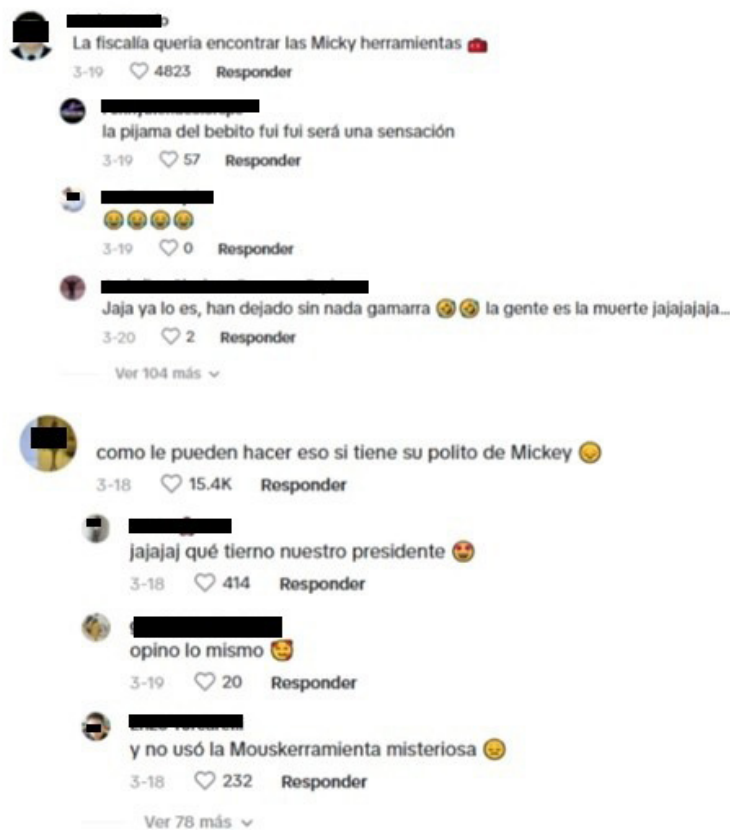 La fiscalía queria encontrar las Micky herramientas
3-19 4823 Responder
la pijama del bebito fui fui será una sensación
3-19 57 Responder
3-19 0 Responder
Jaja ya lo es, han dejado sin nada gamarra la gente es la muerte jajajajaja...
3-20 2 Responder
Ver 104 más
como le pueden hacer eso si tiene su polito de Mickey
3-18 15.4K Responder
jajajaj qué tierno nuestro presidente
3-18 414 Responder
opino lo mismo
3-19 20 Responder
y no usó la Mouskerramienta misteriosa
3-18 232 Responder
Ver 78 más